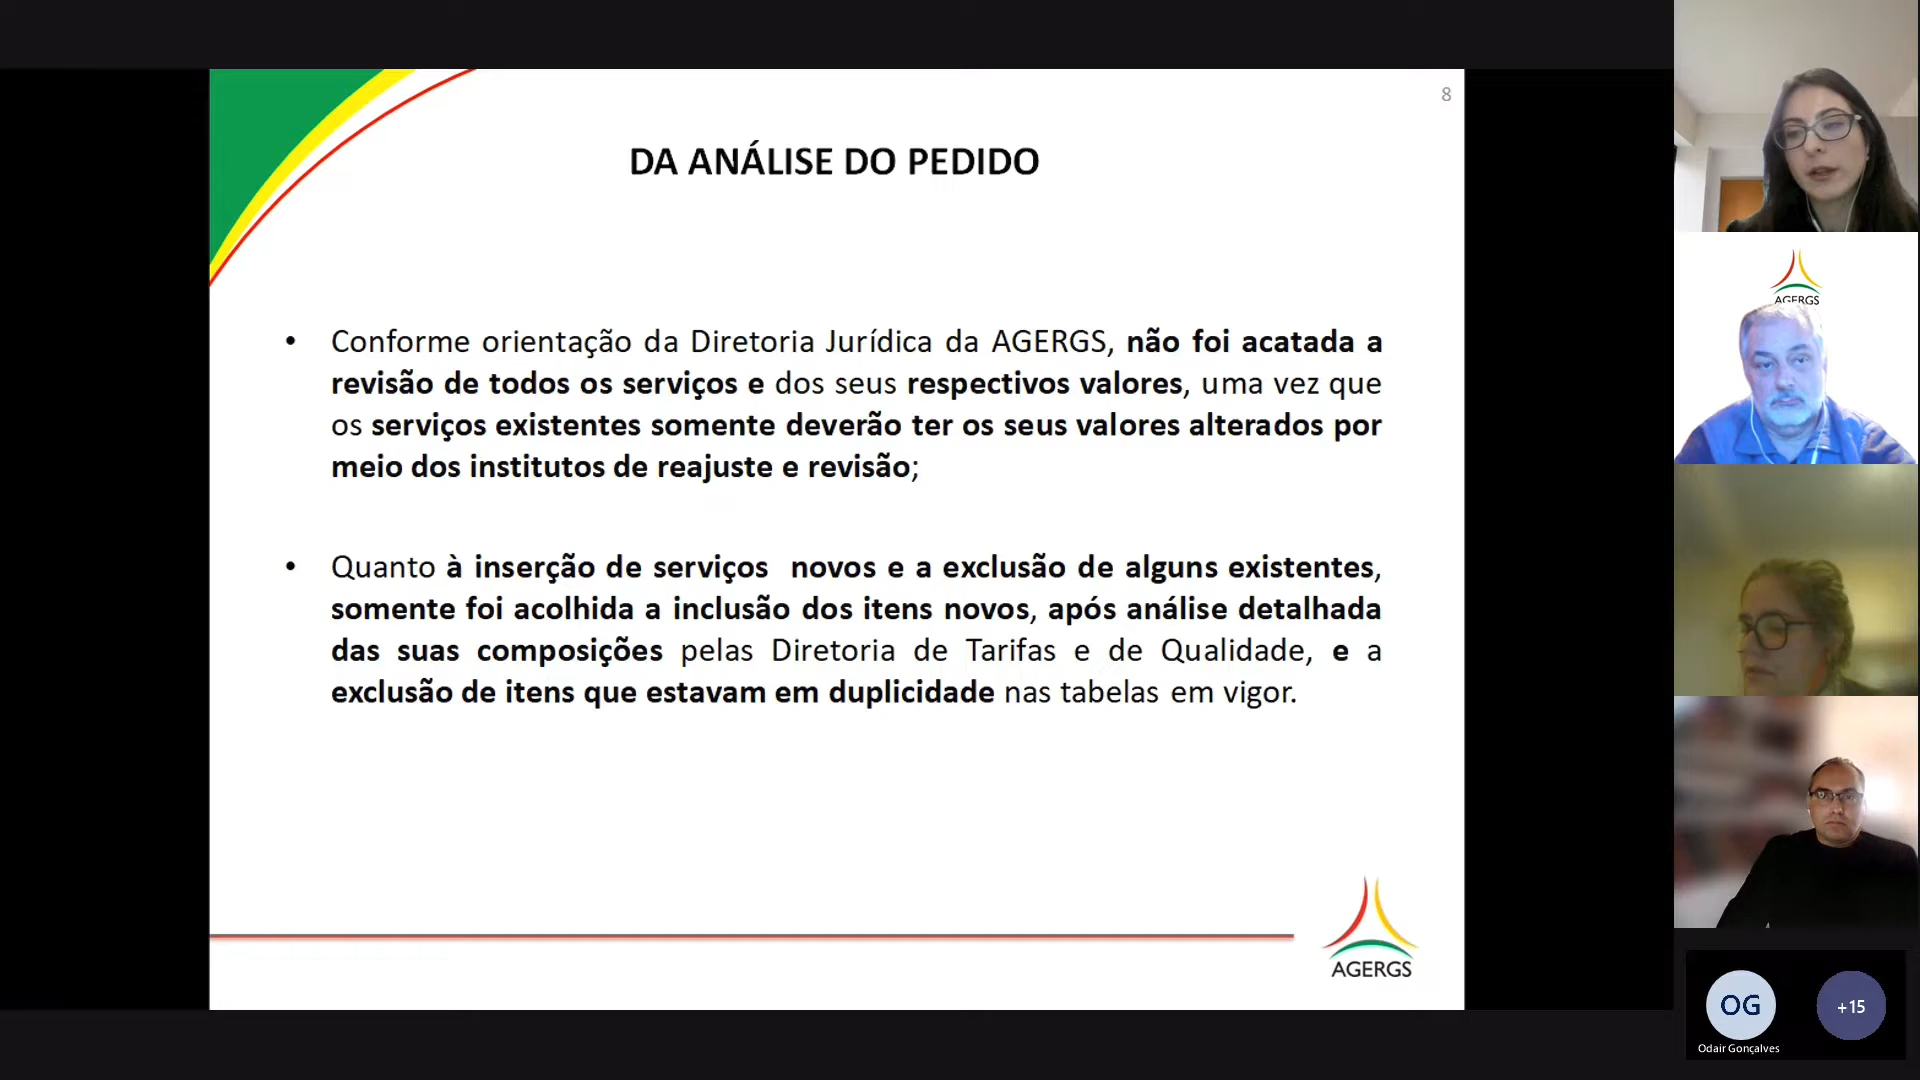 8
DA ANÁLISE DO PEDIDO
• Conforme orientação da Diretoria Jurídica da AGERGS, não foi acatada a
revisão de todos os serviços e dos seus respectivos valores, uma vez que
os serviços existentes somente deverão ter os seus valores alterados por
meio dos institutos de reajuste e revisão;
• Quanto à inserção de serviços novos e a exclusão de alguns existentes,
somente foi acolhida a inclusão dos itens novos, após análise detalhada
das suas composições pelas Diretoria de Tarifas e de Qualidade, e a
exclusão de itens que estavam em duplicidade nas tabelas em vigor.
AGERGS
AGERGS
OG
+15
Odair Gonçalves